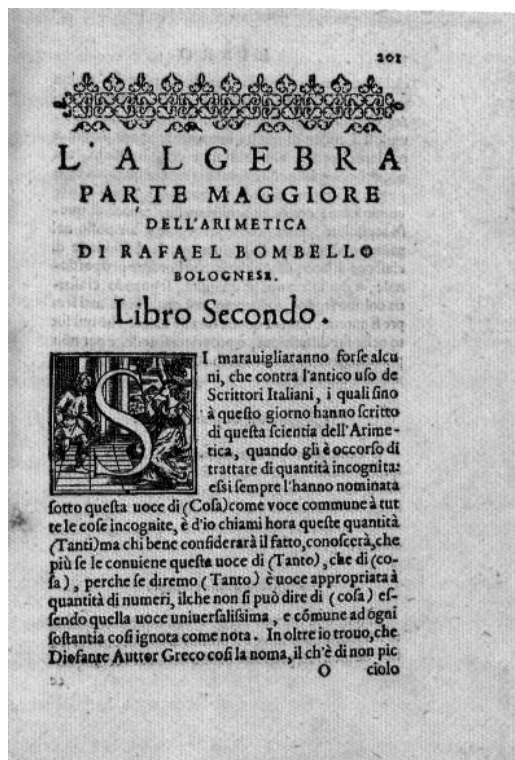 201
L'ALGEBRA
PARTE MAGGIORE
DELL'ARIMETICA
DI RAFAEL BOMBELLO
BOLOGNESE.
Libro Secondo.
SI marauigliaranno forſe alcu
ni, che contra l'antico uſo de
Scrittori Italiani, i quali ſino
à queſto giorno hanno ſcritto
di queſta ſcientia dell'Arime-
tica, quando gli è occorſo di
trattare di quantità incognita:
eſsi ſempre l'hanno nominata
ſotto queſta uoce di (Coſa) come voce commune à tut
te le coſe incognite, è d'io chiami hora queſte quantità
(Tanti) ma chi bene conſiderarà il fatto, conoſcerà, che
più ſe le conuiene queſta uoce di (Tanto), che di (co-
ſa), perche ſe diremo (Tanto) è uoce appropriata à
quantità di numeri, ilche non ſi può dire di (coſa) eſ-
ſendo quella uoce uniuerſaliſsima, e cõmune ad ogni
ſoſtantia coſi ignota come nota. In oltre io trouo, che
Diofante Auttor Greco coſi la noma, il ch'è di non pic
O ciolo